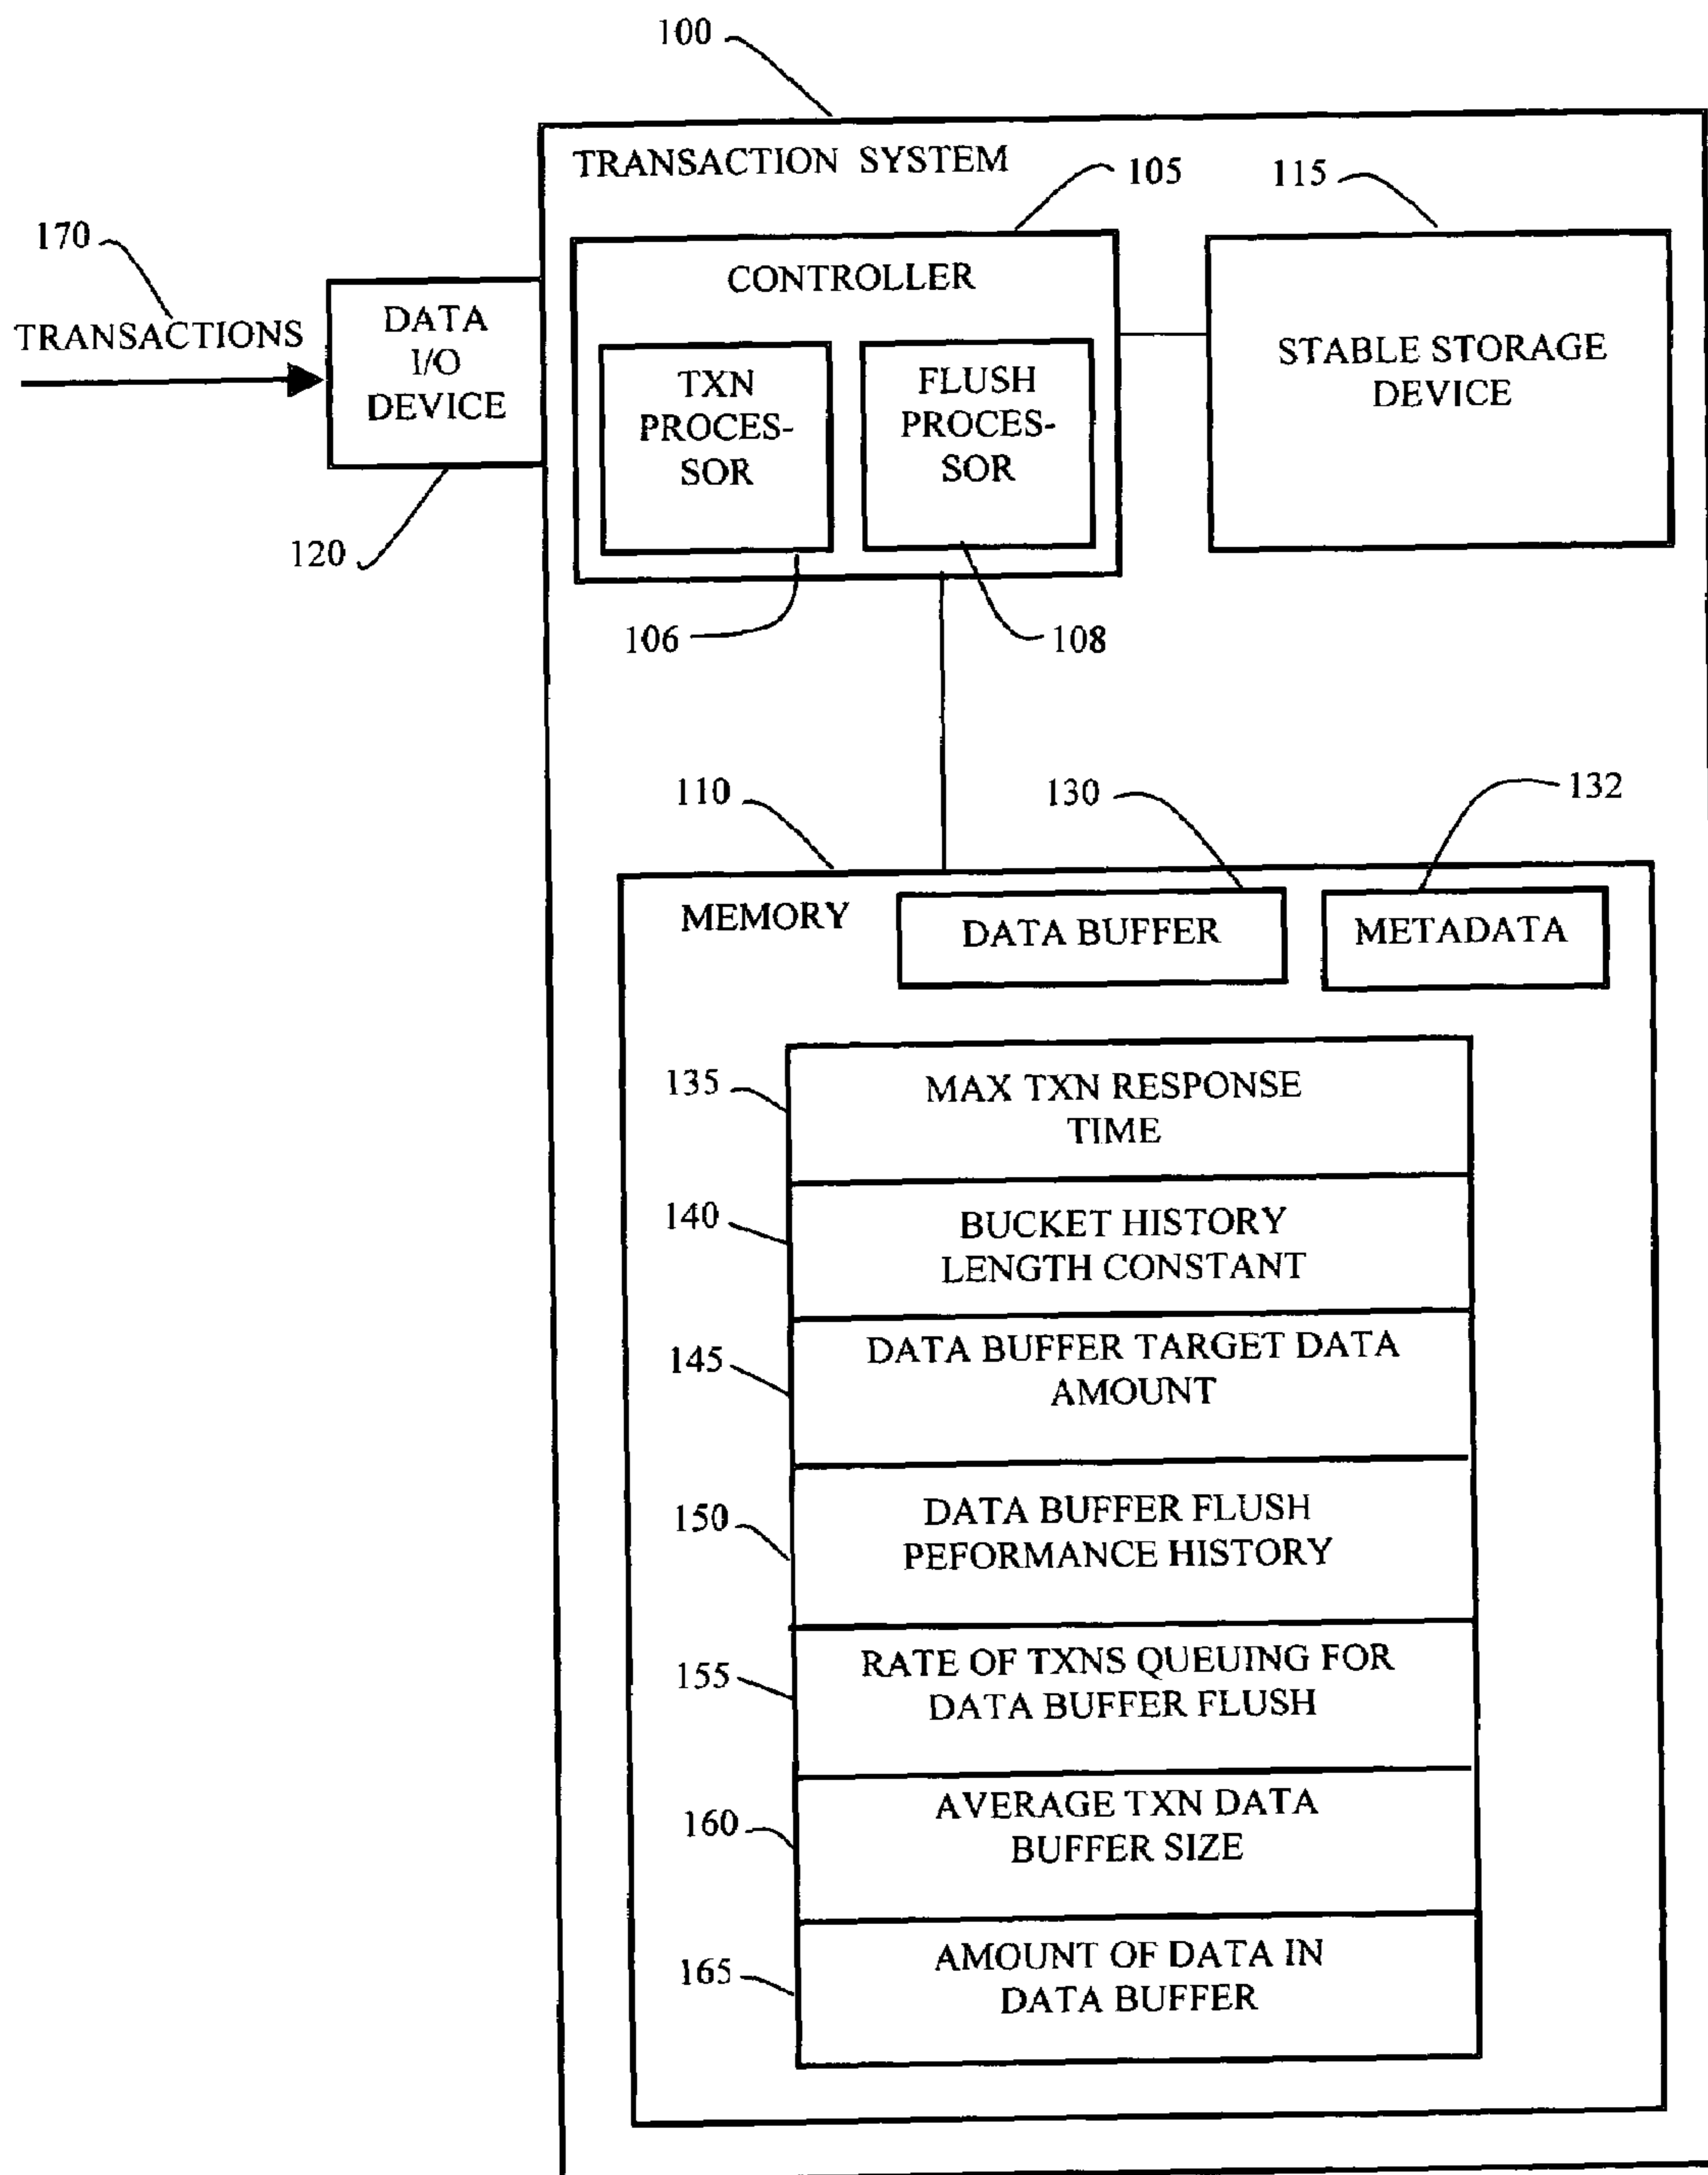 100
TRANSACTION SYSTEM
105
115
170
CONTROLLER
TRANSACTIONS
DATA
I/O
DEVICE
TXN
PROCES-
SOR
FLUSH
PROCES-
SOR
STABLE STORAGE
DEVICE
120
106
108
110
130
132
MEMORY
DATA BUFFER
METADATA
135
MAX TXN RESPONSE
TIME
140
BUCKET HISTORY
LENGTH CONSTANT
145
DATA BUFFER TARGET DATA
AMOUNT
150
DATA BUFFER FLUSH
PEFORMANCE HISTORY
155
RATE OF TXNS QUEUING FOR
DATA BUFFER FLUSH
160
AVERAGE TXN DATA
BUFFER SIZE
165
AMOUNT OF DATA IN
DATA BUFFER